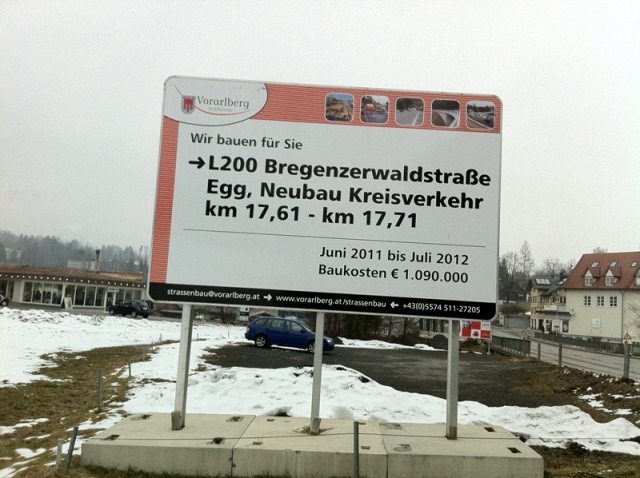 Vorarlberg
Wir bauen für Sie
➔L200 Bregenzerwaldstraße
Egg, Neubau Kreisverkehr
km 17,61 - km 17,71
Juni 2011 bis Juli 2012
Baukosten € 1.090.000
strassenbau@vorarlberg.at ➔ www.vorarlberg.at/strassenbau ➔ +43(0)5574 511-27205